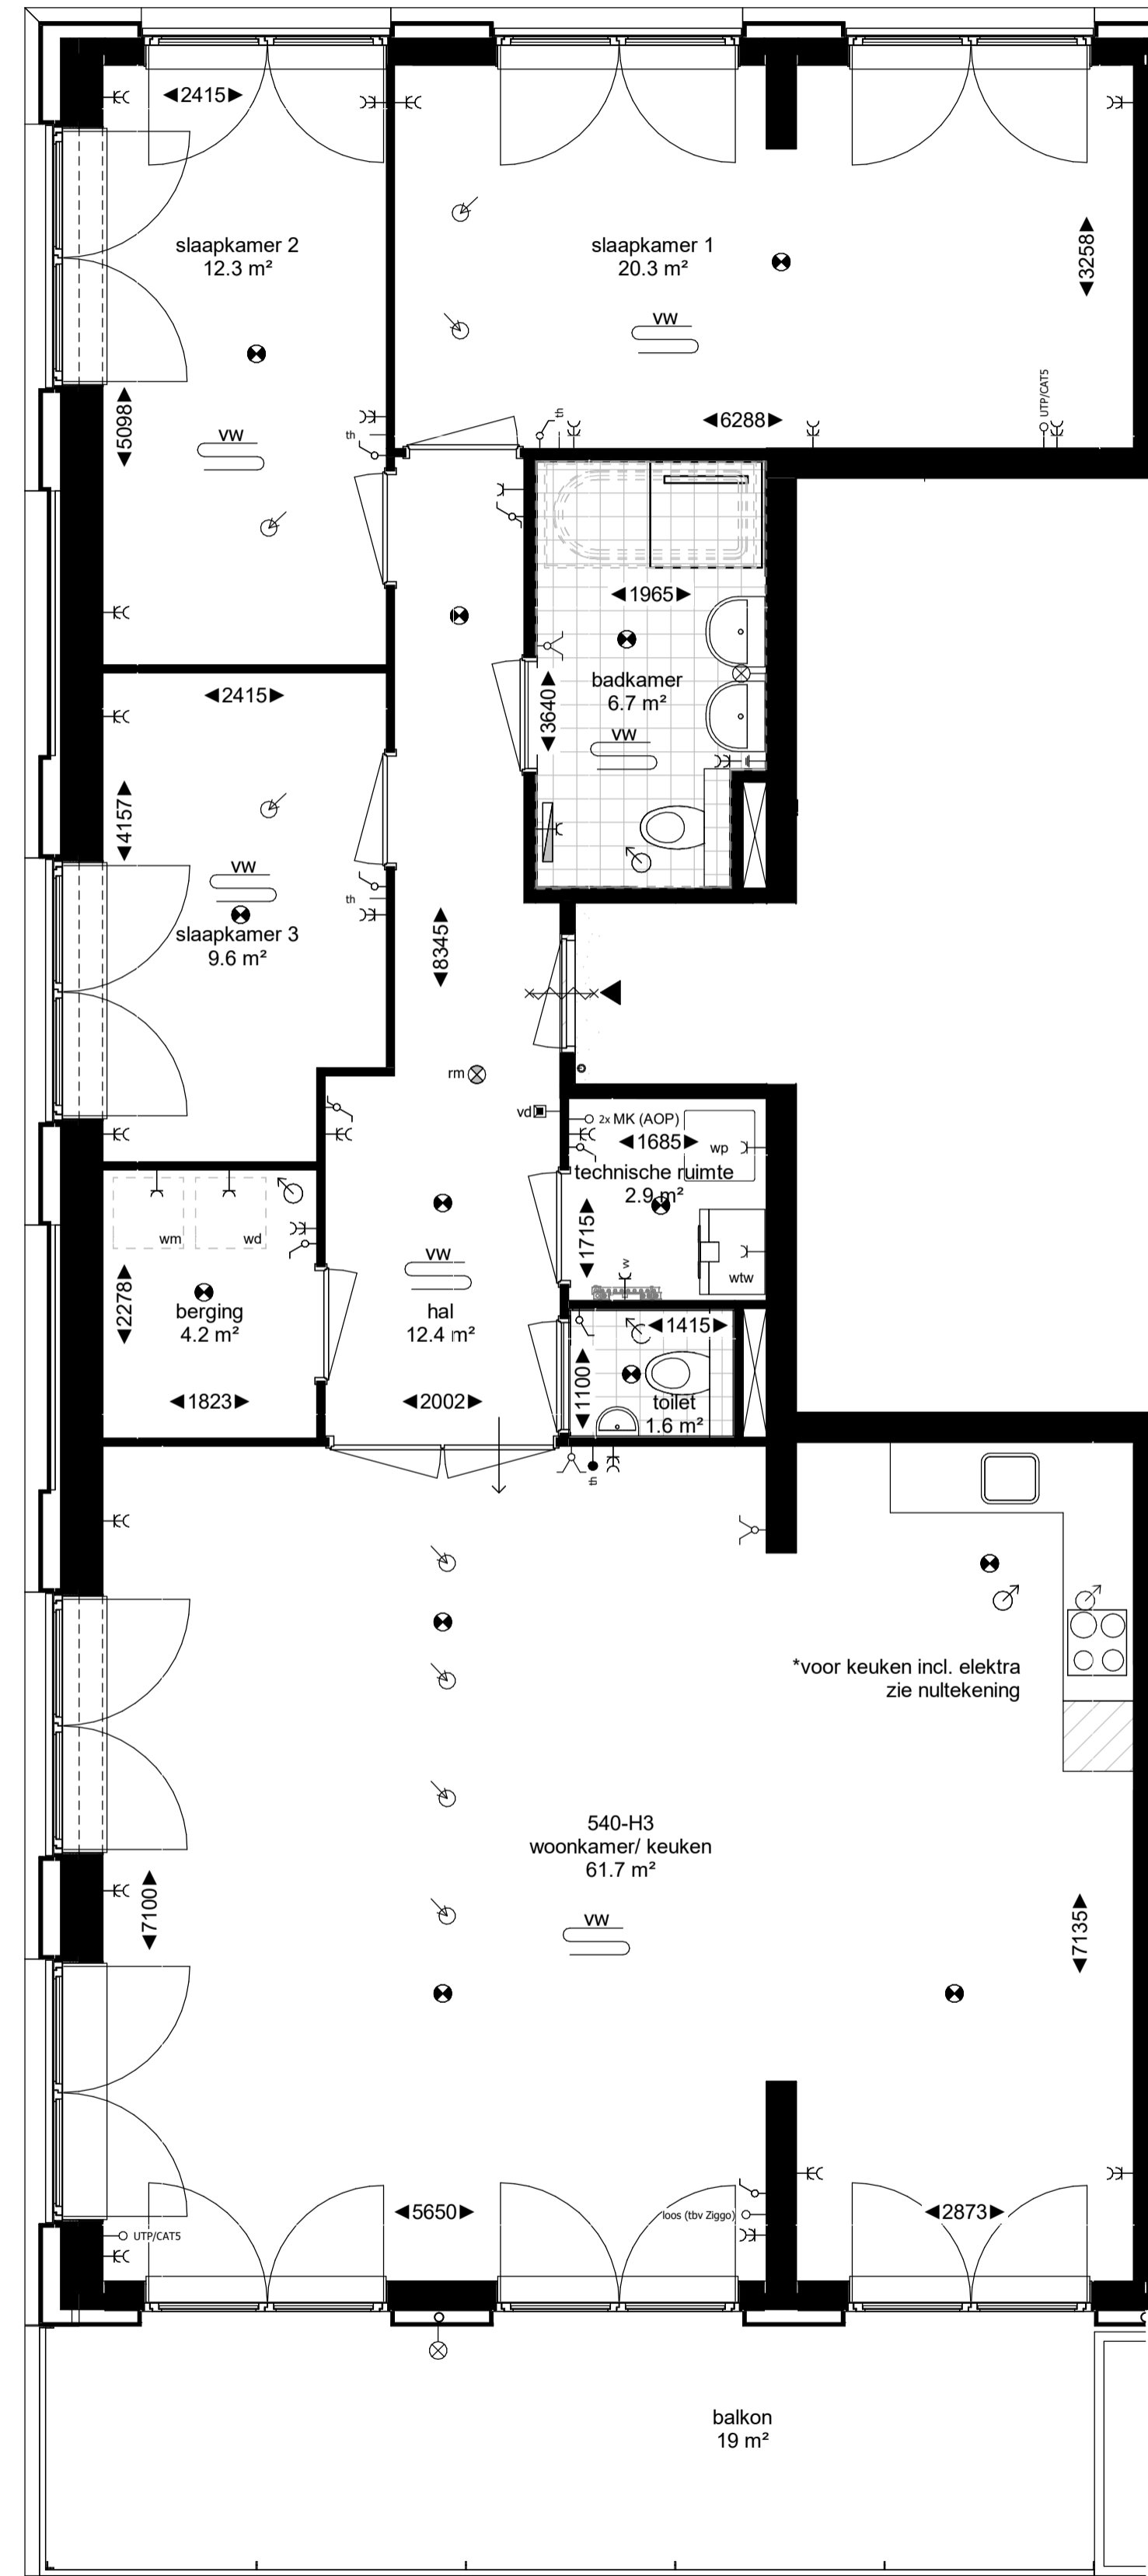 ◄2415►
slaapkamer 2
12.3 m²
vw
◄5098►
th
slaapkamer 1
20.3 m²
vw
◄3258►
◄6288►
th
UTP/CAT5
◄1965►
badkamer
6.7 m²
vw
◄3640►
◄2415►
◄4157►
vw
slaapkamer 3
9.6 m²
th
◄8345►
rm
vd
2x MK (AOP)
◄1685►
wp
technische ruimte
2.9 m²
◄1715►
w
wtw
wm
wd
◄2278►
berging
4.2 m²
◄1823►
vw
hal
12.4 m²
◄2002►
◄1415►
◄1100►
toilet
1.6 m²
th
*voor keuken incl. elektra
zie nultekening
540-H3
woonkamer/ keuken
61.7 m²
vw
◄7100►
◄7135►
◄5650►
loos (tbv Ziggo)
◄2873►
UTP/CAT5
balkon
19 m²